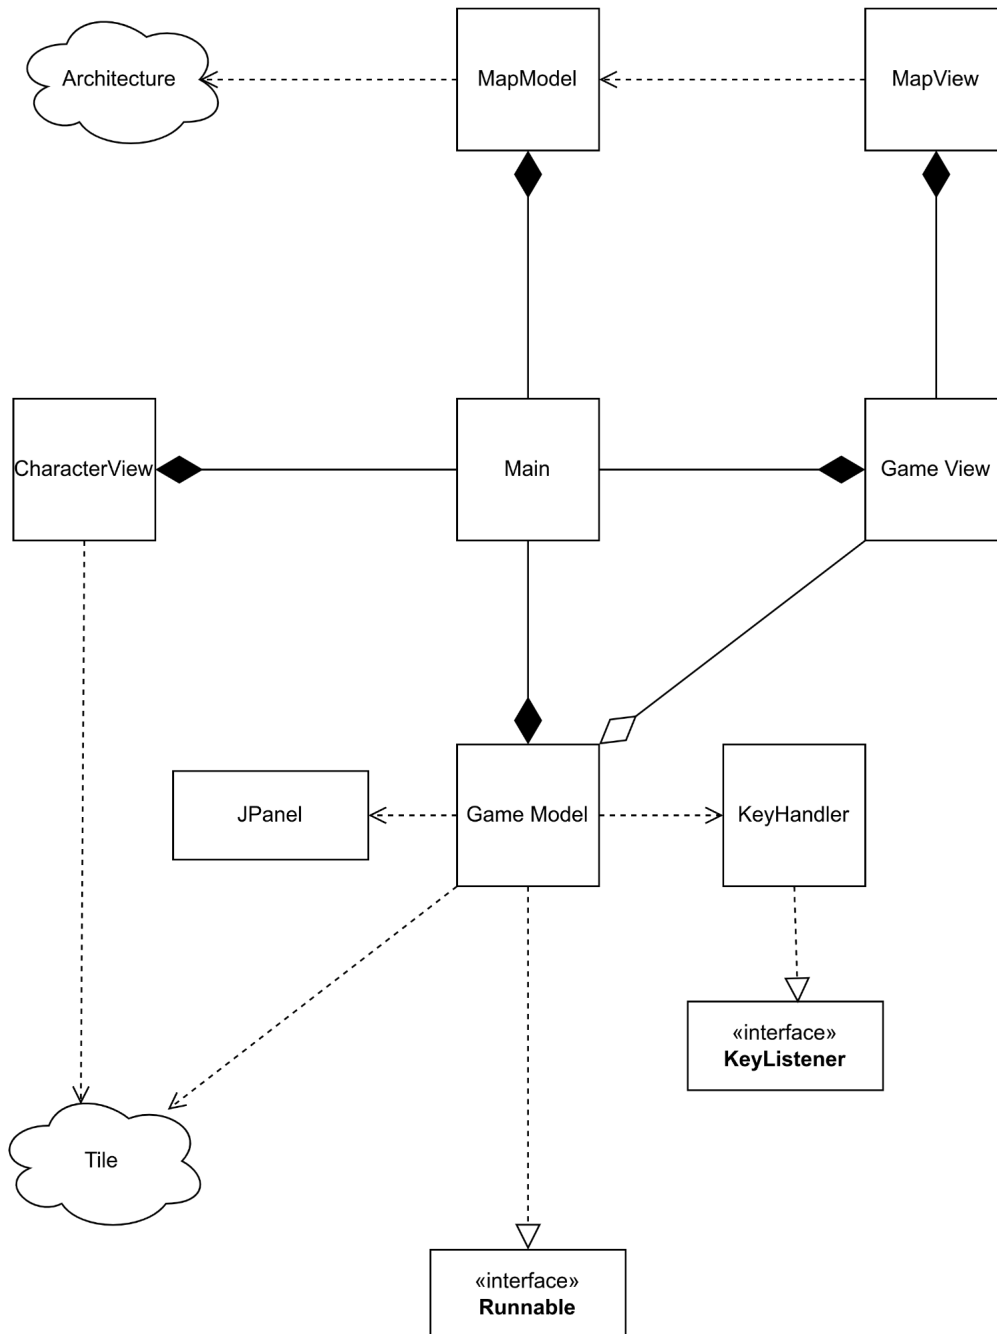 Architecture
MapModel
MapView
CharacterView
Main
Game View
JPanel
Game Model
KeyHandler
«interface»
KeyListener
Tile
«interface»
Runnable